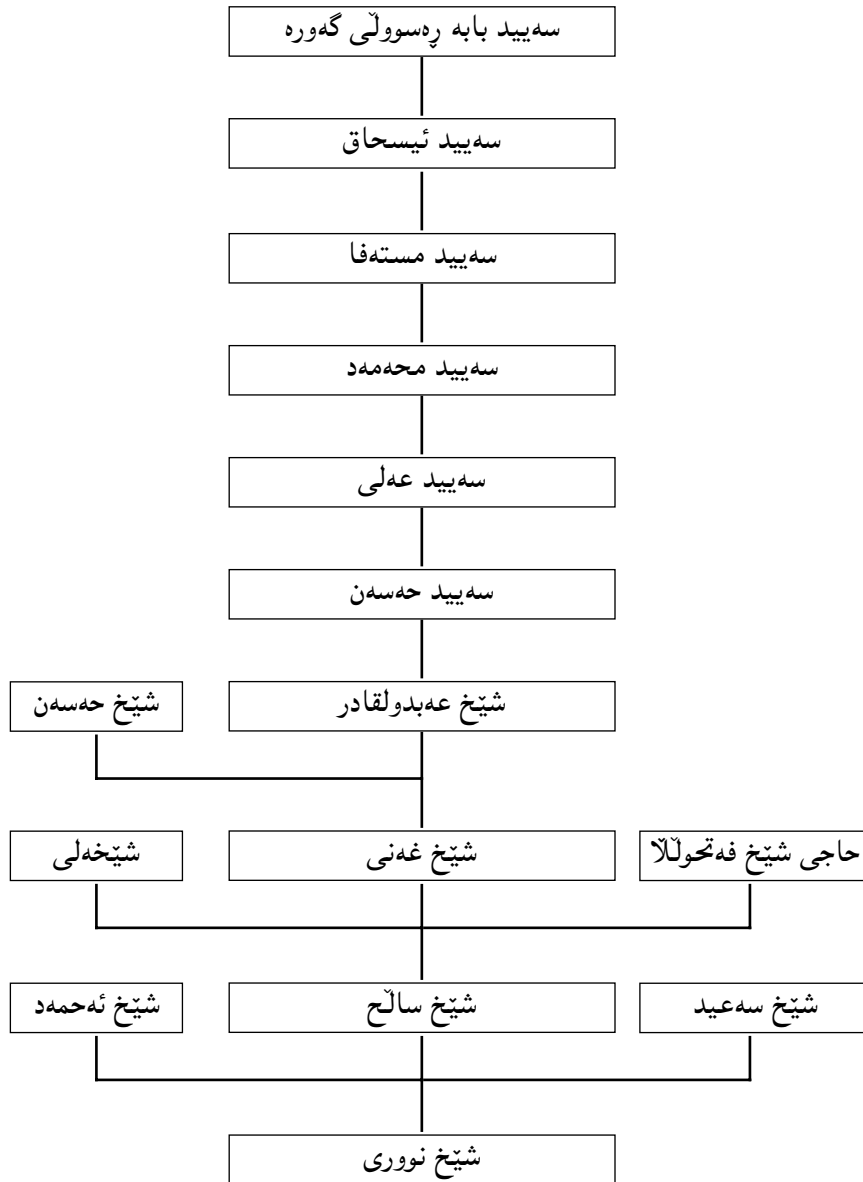 سەیید بابە ڕەسووڵی گەورە
سەیید ئیسحاق
سەیید مستەفا
سەیید محەمەد
سەیید عەلی
سەیید حەسەن
شێخ عەبدولقادر
شێخ حەسەن
حاجی شێخ فەتحوڵڵا
شێخ غەنی
شێخەلی
شێخ سەعید
شێخ ساڵح
شێخ ئەحمەد
شێخ نووری